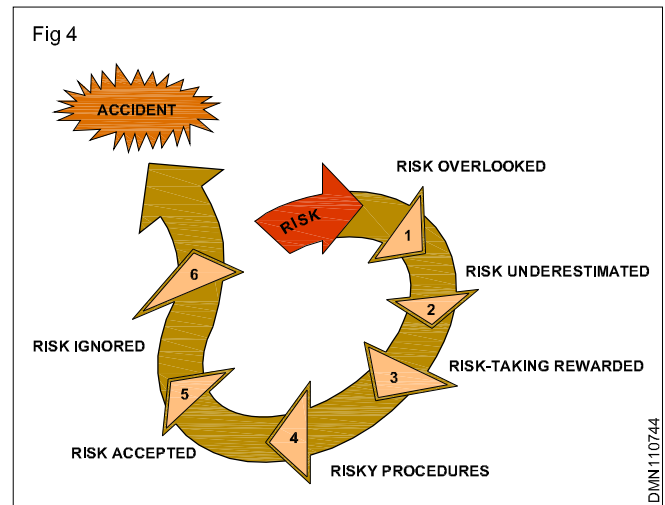 Fig 4
ACCIDENT
RISK
RISK OVERLOOKED
1
RISK UNDERESTIMATED
2
RISK-TAKING REWARDED
3
RISKY PROCEDURES
4
RISK ACCEPTED
5
RISK IGNORED
6
DMN110744